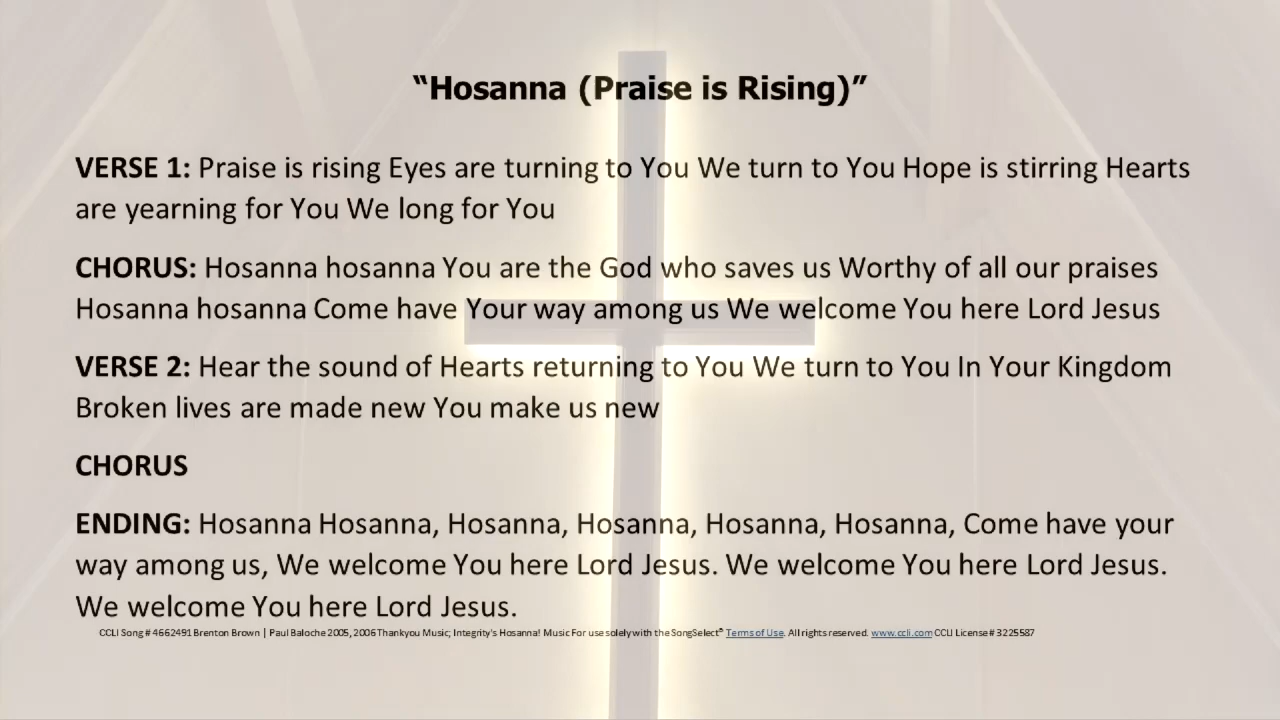 “Hosanna (Praise is Rising)”
VERSE 1: Praise is rising Eyes are turning to You We turn to You Hope is stirring Hearts
are yearning for You We long for You
CHORUS: Hosanna hosanna You are the God who saves us Worthy of all our praises
Hosanna hosanna Come have Your way among us We welcome You here Lord Jesus
VERSE 2: Hear the sound of Hearts returning to You We turn to You In Your Kingdom
Broken lives are made new You make us new
CHORUS
ENDING: Hosanna Hosanna, Hosanna, Hosanna, Hosanna, Hosanna, Come have your
way among us, We welcome You here Lord Jesus. We welcome You here Lord Jesus.
We welcome You here Lord Jesus.
CCLI Song # 4662491 Brenton Brown | Paul Baloche 2005, 2006 Thankyou Music; Integrity's Hosanna! Music For use solely with the SongSelect® Terms of Use. All rights reserved. www.ccli.com CCLI License # 3225587